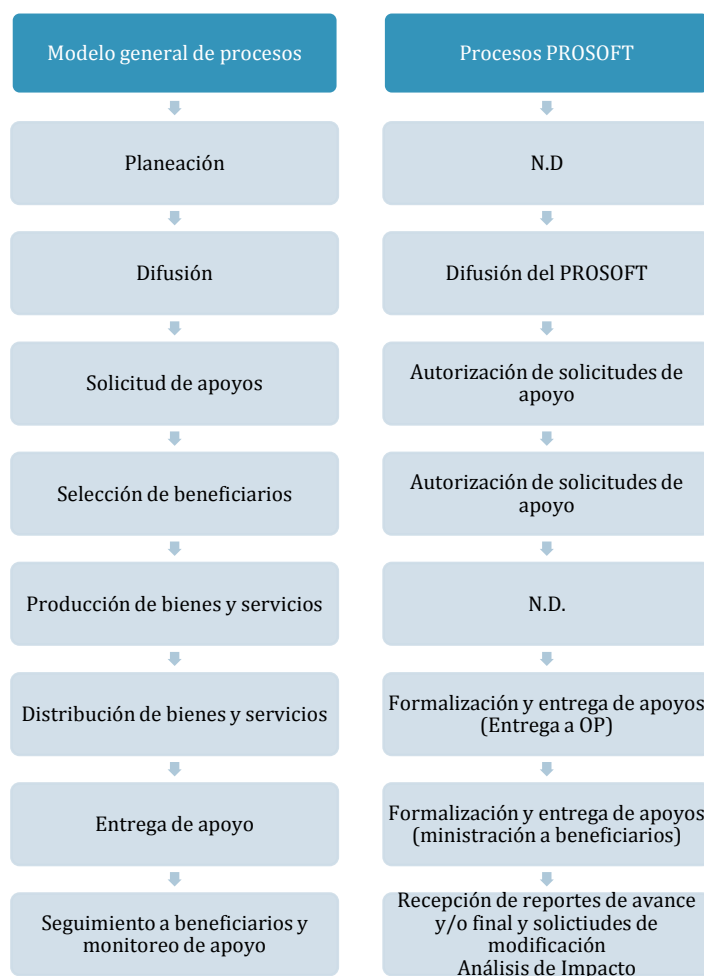 Modelo general de procesos
Planeación
Difusión
Solicitud de apoyos
Selección de beneficiarios
Producción de bienes y servicios
Distribución de bienes y servicios
Entrega de apoyo
Seguimiento a beneficiarios y
monitoreo de apoyo
Procesos PROSOFT
N.D
Difusión del PROSOFT
Autorización de solicitudes de
apoyo
Autorización de solicitudes de
apoyo
N.D.
Formalización y entrega de apoyos
(Entrega a OP)
Formalización y entrega de apoyos
(ministración a beneficiarios)
Recepción de reportes de avance
y/o final y solictiudes de
modificación
Análisis de Impacto